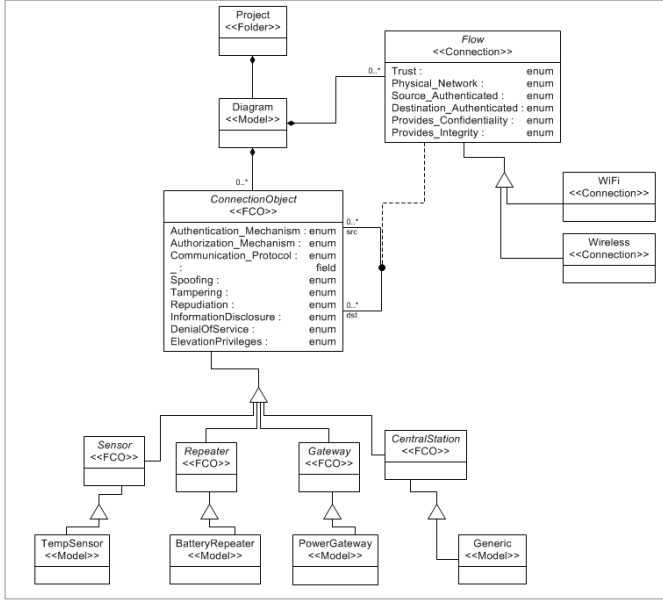 Project
<<Folder>>
Flow
<<Connection>>
Trust : enum
Physical_Network : enum
Source_Authenticated : enum
Destination_Authenticated : enum
Provides_Confidentiality : enum
Provides_Integrity : enum
0..*
Diagram
<<Model>>
0..*
ConnectionObject
<<FCO>>
Authentication_Mechanism : enum
Authorization_Mechanism : enum
Communication_Protocol : enum
_ : field
Spoofing : enum
Tampering : enum
Repudiation : enum
InformationDisclosure : enum
DenialOfService : enum
ElevationPrivileges : enum
0..*
src
0..*
dst
WiFi
<<Connection>>
Wireless
<<Connection>>
Sensor
<<FCO>>
Repeater
<<FCO>>
Gateway
<<FCO>>
CentralStation
<<FCO>>
TempSensor
<<Model>>
BatteryRepeater
<<Model>>
PowerGateway
<<Model>>
Generic
<<Model>>